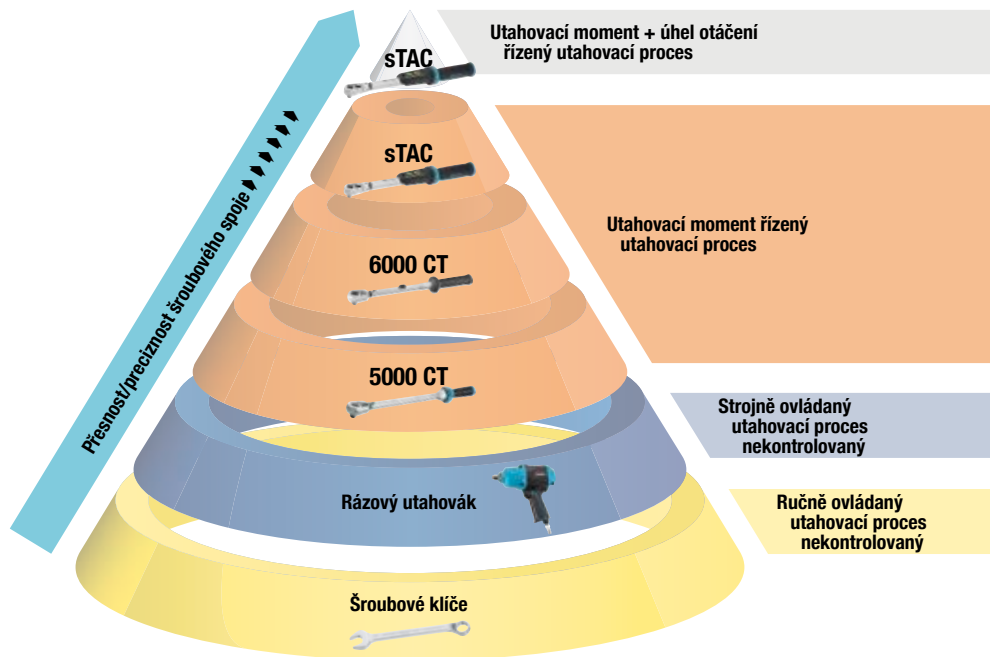 sTAC
Utahovací moment + úhel otáčení
řízený utahovací proces
sTAC
Přesnost/preciznost šroubového spoje
6000 CT
Utahovací moment řízený
utahovací proces
5000 CT
Strojně ovládaný
utahovací proces
nekontrolovaný
Rázový utahovák
Ručně ovládaný
utahovací proces
nekontrolovaný
Šroubové klíče